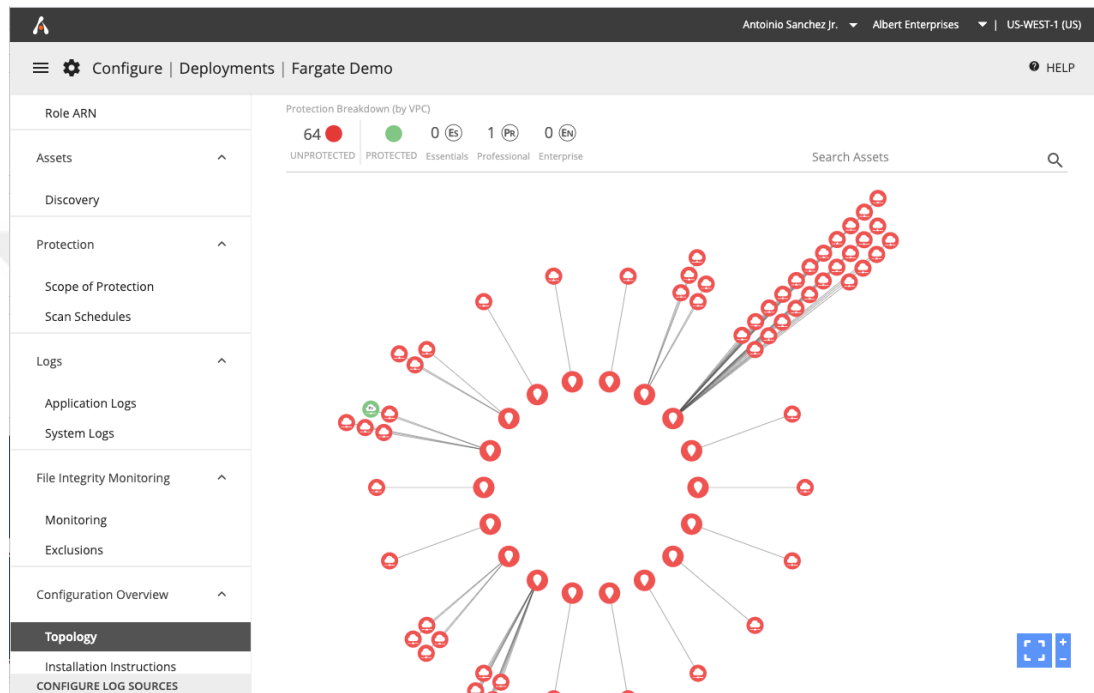 Antoinio Sanchez Jr. Albert Enterprises | US-WEST-1 (US)
Configure | Deployments | Fargate Demo
HELP
Role ARN
Assets
Discovery
Protection
Scope of Protection
Scan Schedules
Logs
Application Logs
System Logs
File Integrity Monitoring
Monitoring
Exclusions
Configuration Overview
Topology
Installation Instructions
CONFIGURE LOG SOURCES
Protection Breakdown (by VPC)
64 0 ES 1 PR 0 EN
UNPROTECTED PROTECTED Essentials Professional Enterprise
Search Assets
+
-